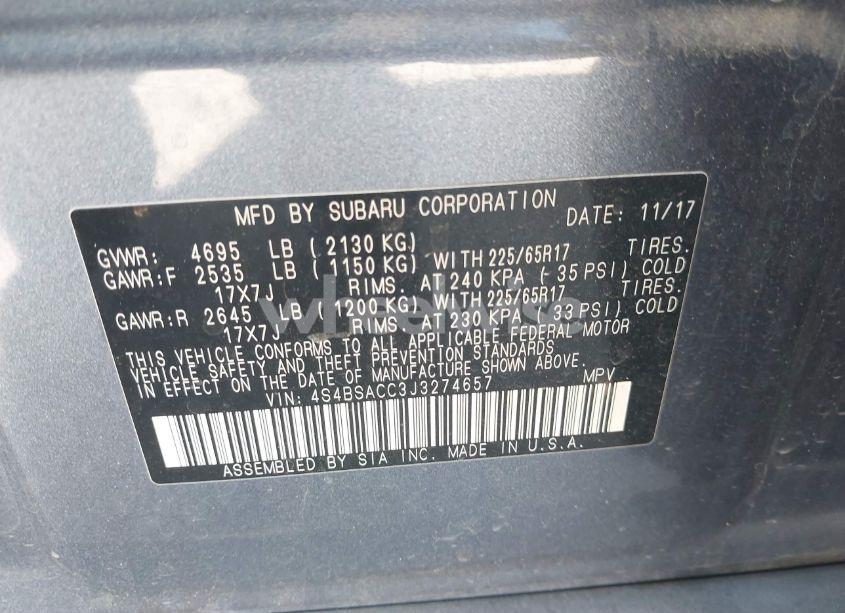 MFD BY SUBARU CORPORATION DATE: 11/17
GVWR: 4695 LB (2130 KG)
GAWR:F 2535 LB (1150 KG) WITH 225/65R17 TIRES.
17X7J RIMS. AT 240 KPA (-35 PSI) COLD
GAWR:R 2645 LB (1200 KG) WITH 225/65R17 TIRES.
17X7J RIMS. AT 230 KPA (-33 PSI) COLD
THIS VEHICLE CONFORMS TO ALL APPLICABLE FEDERAL MOTOR
VEHICLE SAFETY AND THEFT PREVENTION STANDARDS
IN EFFECT ON THE DATE OF MANUFACTURE SHOWN ABOVE.
VIN: 4S4BSACC3J3274657 MPV
ASSEMBLED BY SIA INC. MADE IN U.S.A.